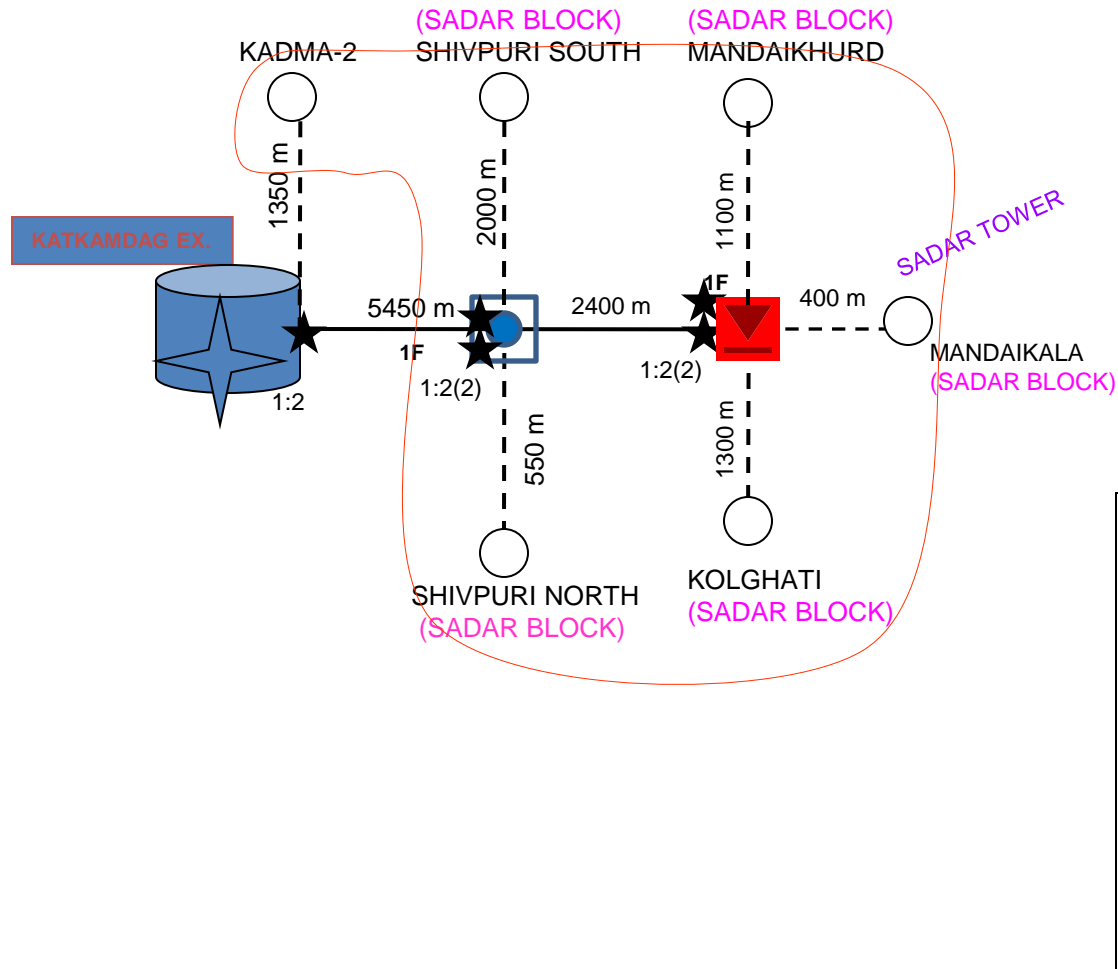 (SADAR BLOCK)
(SADAR BLOCK)
KADMA-2
SHIVPURI SOUTH
MANDAIKHURD
1350 m
2000 m
1100 m
SADAR TOWER
KATKAMDAG EX.
1F
5450 m
2400 m
400 m
1F
1:2
1:2(2)
1:2(2)
MANDAIKALA
(SADAR BLOCK)
550 m
1300 m
SHIVPURI NORTH
(SADAR BLOCK)
KOLGHATI
(SADAR BLOCK)